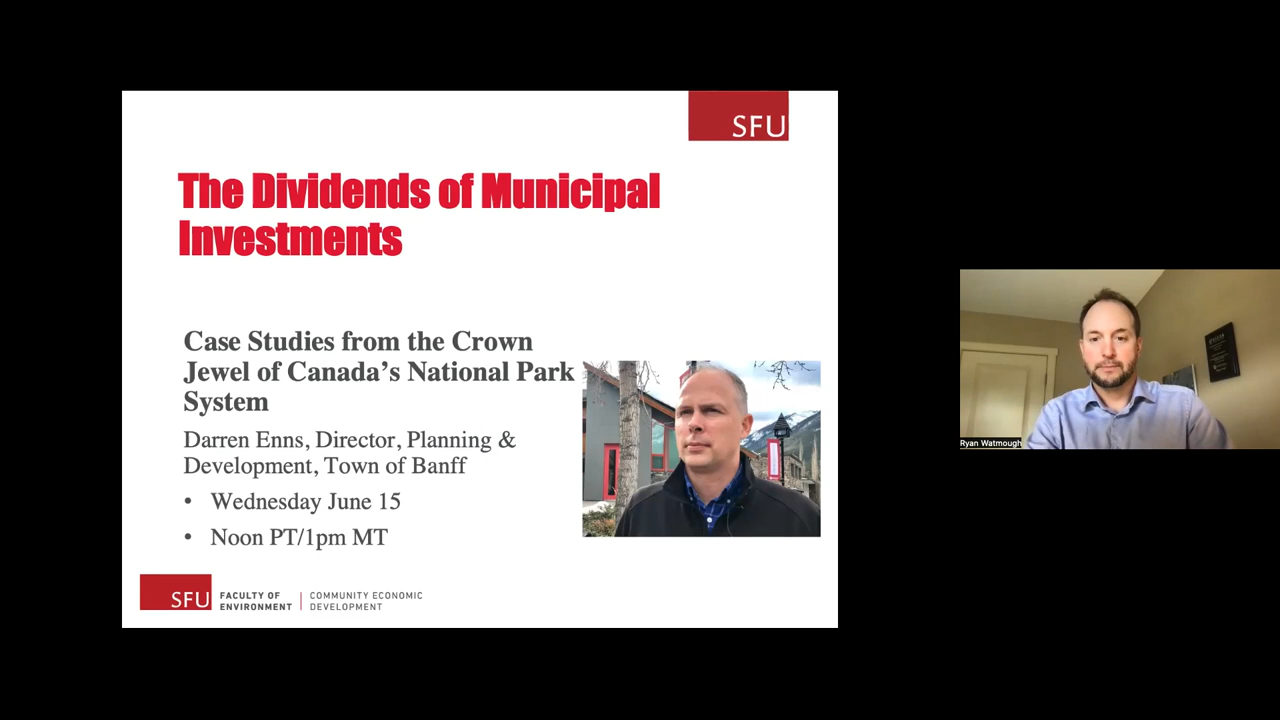 SFU
The Dividends of Municipal
Investments
Case Studies from the Crown
Jewel of Canada’s National Park
System
Darren Enns, Director, Planning &
Development, Town of Banff
• Wednesday June 15
• Noon PT/1pm MT
SFU
FACULTY OF
ENVIRONMENT
COMMUNITY ECONOMIC
DEVELOPMENT
Ryan Watmough